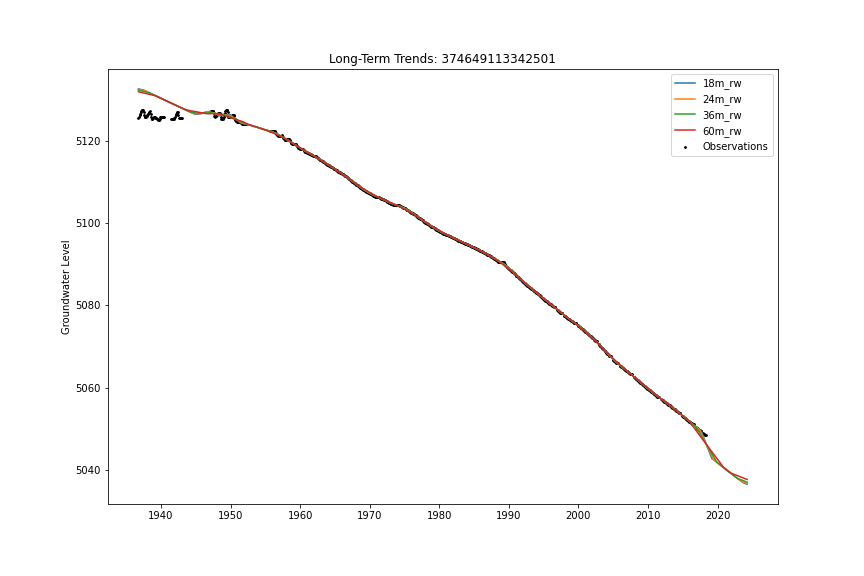 Long-Term Trends: 374649113342501
18m_rw
24m_rw
36m_rw
60m_rw
Observations
Groundwater Level
5120
5100
5080
5060
5040
1940 1950 1960 1970 1980 1990 2000 2010 2020